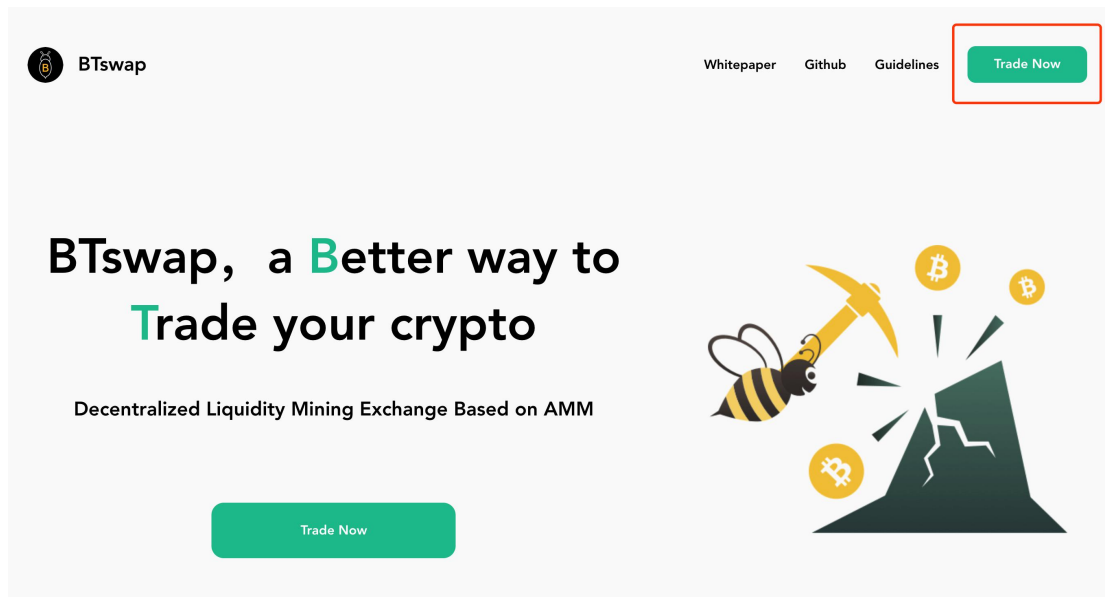 BTswap
Whitepaper
Github
Guidelines
Trade Now
BTswap, a Better way to
Trade your crypto
Decentralized Liquidity Mining Exchange Based on AMM
Trade Now